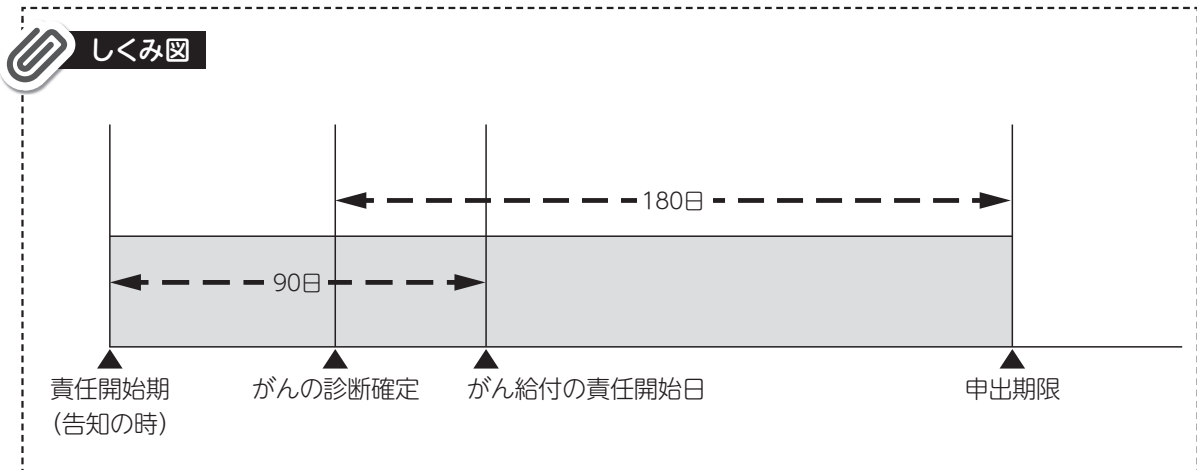 しくみ図
180日
90日
責任開始期
(告知の時)
がんの診断確定
がん給付の責任開始日
申出期限